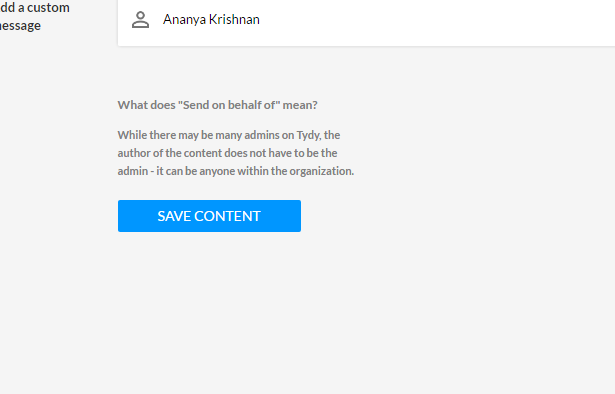 a custom
Ananya Krishnan
What does "Send on behalf of" mean?
While there may be many admins on Tydy, the
author of the content does not have to be the
admin - it can be anyone within the organization.
SAVE CONTENT